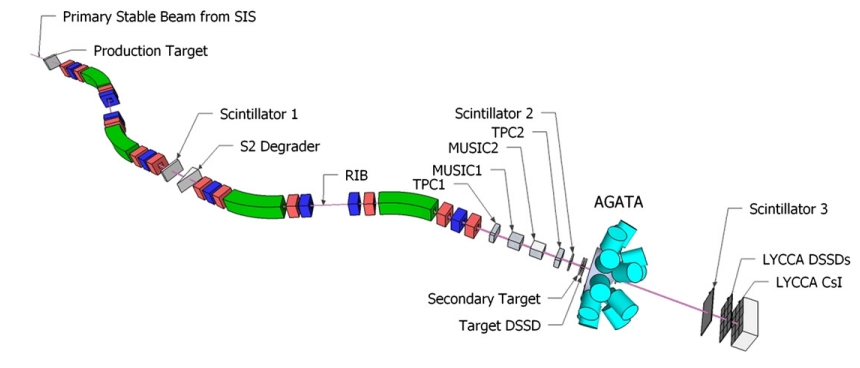 Primary Stable Beam from SIS
Production Target
Scintillator 1
S2 Degrader
RIB
Scintillator 2
TPC2
MUSIC2
MUSIC1
TPC1
AGATA
Scintillator 3
LYCCA DSSDs
LYCCA CsI
Secondary Target
Target DSSD